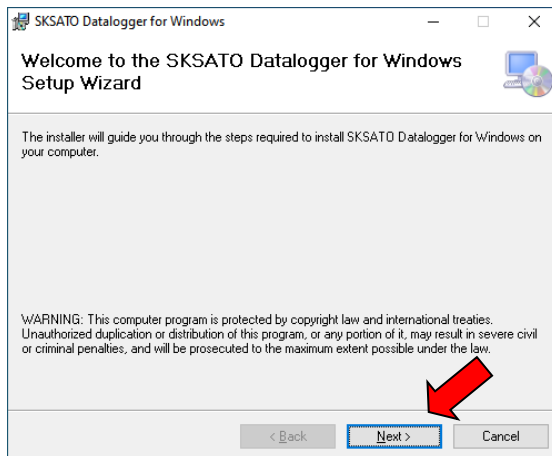 SKSATO Datalogger for Windows
Welcome to the SKSATO Datalogger for Windows
Setup Wizard
The installer will guide you through the steps required to install SKSATO Datalogger for Windows on
your computer.
WARNING: This computer program is protected by copyright law and international treaties.
Unauthorized duplication or distribution of this program, or any portion of it, may result in severe civil
or criminal penalties, and will be prosecuted to the maximum extent possible under the law.
< Back Next > Cancel